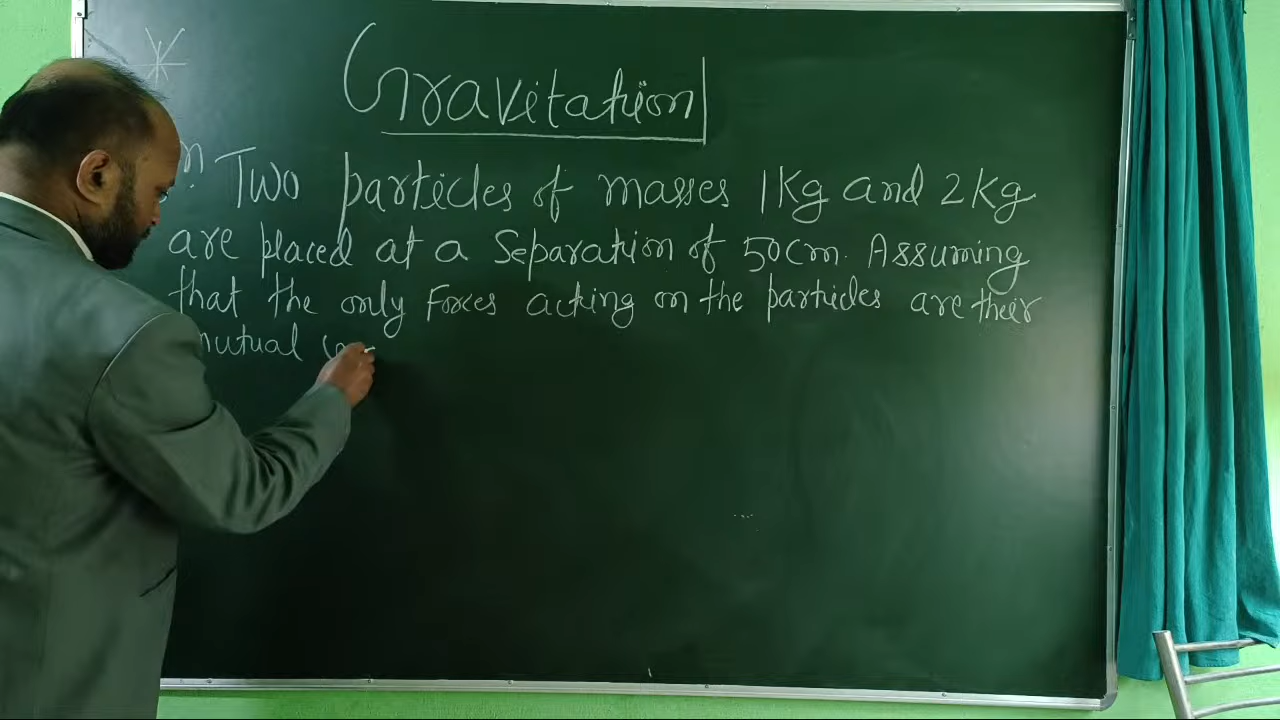 Gravitation
Two particles of masses 1Kg and 2Kg
are placed at a Separation of 50cm. Assuming
that the only Forces acting on the particles are their
mutual